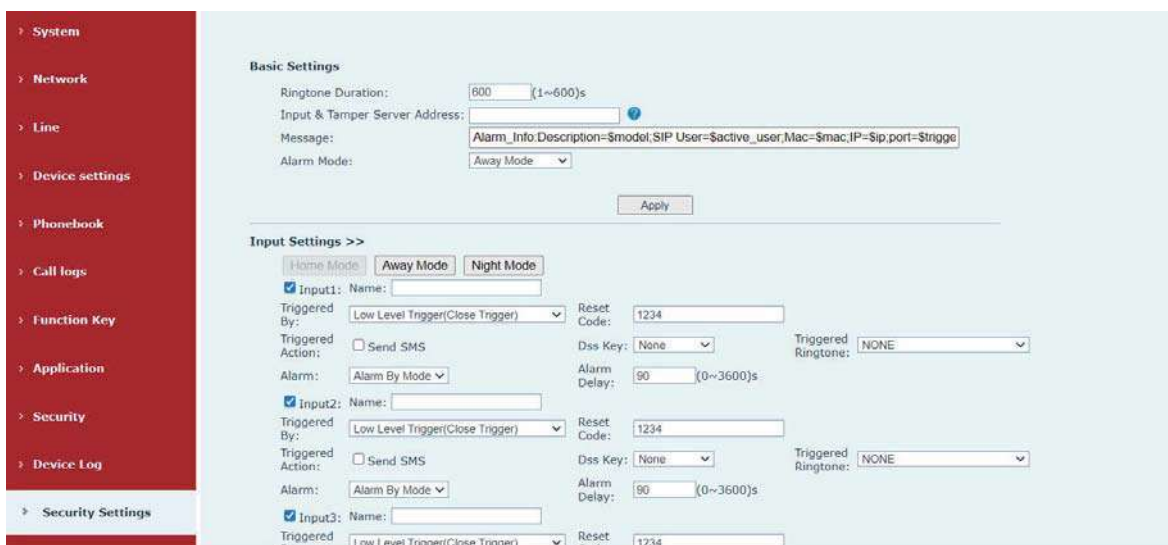 System
Network
Line
Device settings
Phonebook
Call logs
Function Key
Application
Security
Device Log
Security Settings
Basic Settings
Ringtone Duration: 600 (1~600)s
Input & Tamper Server Address:
Message: Alarm_Info:Description=$model;SIP User=$active_user;Mac=$mac;IP=$ip;port=$trigge
Alarm Mode: Away Mode
Apply
Input Settings >>
Home Mode Away Mode Night Mode
Input1: Name:
Triggered By: Low Level Trigger(Close Trigger) Reset Code: 1234
Triggered Action: Send SMS Dss Key: None Triggered Ringtone: NONE
Alarm: Alarm By Mode Alarm Delay: 90 (0~3600)s
Input2: Name:
Triggered By: Low Level Trigger(Close Trigger) Reset Code: 1234
Triggered Action: Send SMS Dss Key: None Triggered Ringtone: NONE
Alarm: Alarm By Mode Alarm Delay: 90 (0~3600)s
Input3: Name:
Triggered Low Level Trigger(Close Trigger) Reset 1234